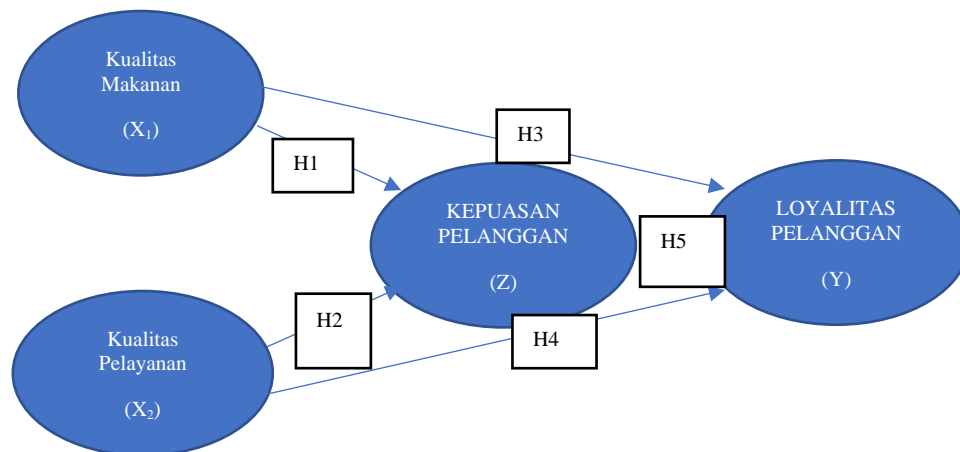 Kualitas
Makanan
(X₁)
H3
H1
KEPUASAN
PELANGGAN
(Z)
H5
LOYALITAS
PELANGGAN
(Y)
H2
H4
Kualitas
Pelayanan
(X₂)